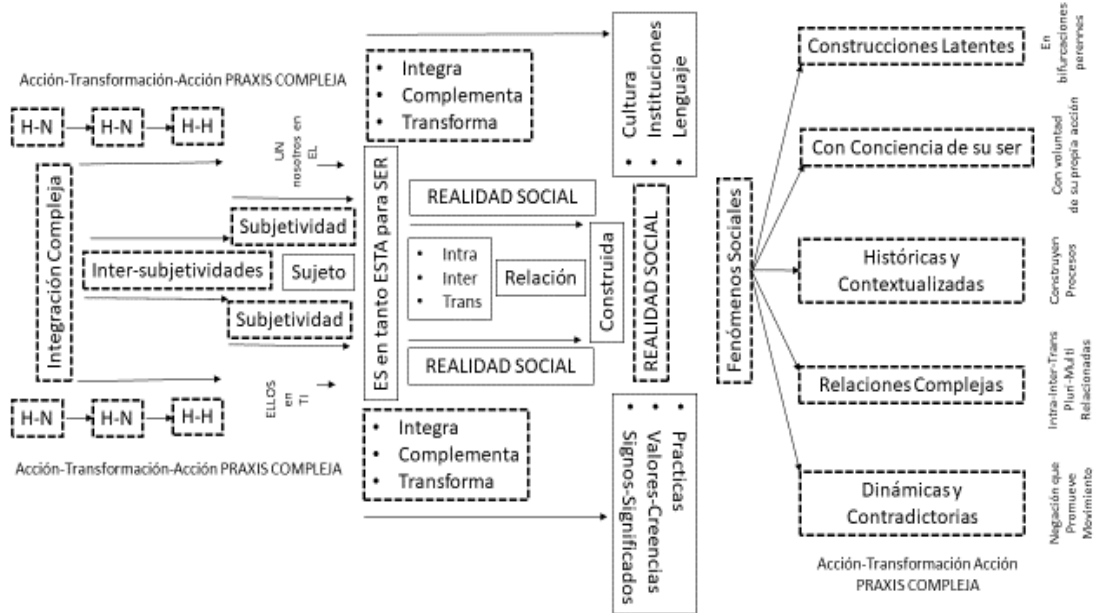 Acción-Transformación-Acción PRAXIS COMPLEJA
H-N
H-N
H-H
Integración Compleja
UN
nosotros en
EL
Subjetividad
Inter-subjetividades
Sujeto
Subjetividad
ELLOS
en
TI
H-N
H-N
H-H
Acción-Transformación-Acción PRAXIS COMPLEJA
• Integra
• Complementa
• Transforma
ES en tanto ESTA para SER
REALIDAD SOCIAL
• Intra
• Inter
• Trans
Relación
REALIDAD SOCIAL
• Integra
• Complementa
• Transforma
Construida
• Cultura
• Instituciones
• Lenguaje
REALIDAD SOCIAL
Signos-Significados •
Valores-Creencias •
Practicas •
Fenómenos Sociales
Construcciones Latentes
En
bifurcaciones
perennes
Con Conciencia de su ser
Con voluntad
de su propia acción
Históricas y
Contextualizadas
Construyen
Procesos
Relaciones Complejas
Intra-Inter-Trans
Pluri-Multi
Relacionadas
Dinámicas y
Contradictorias
Negación que
Promueve
Movimiento
Acción-Transformación Acción
PRAXIS COMPLEJA